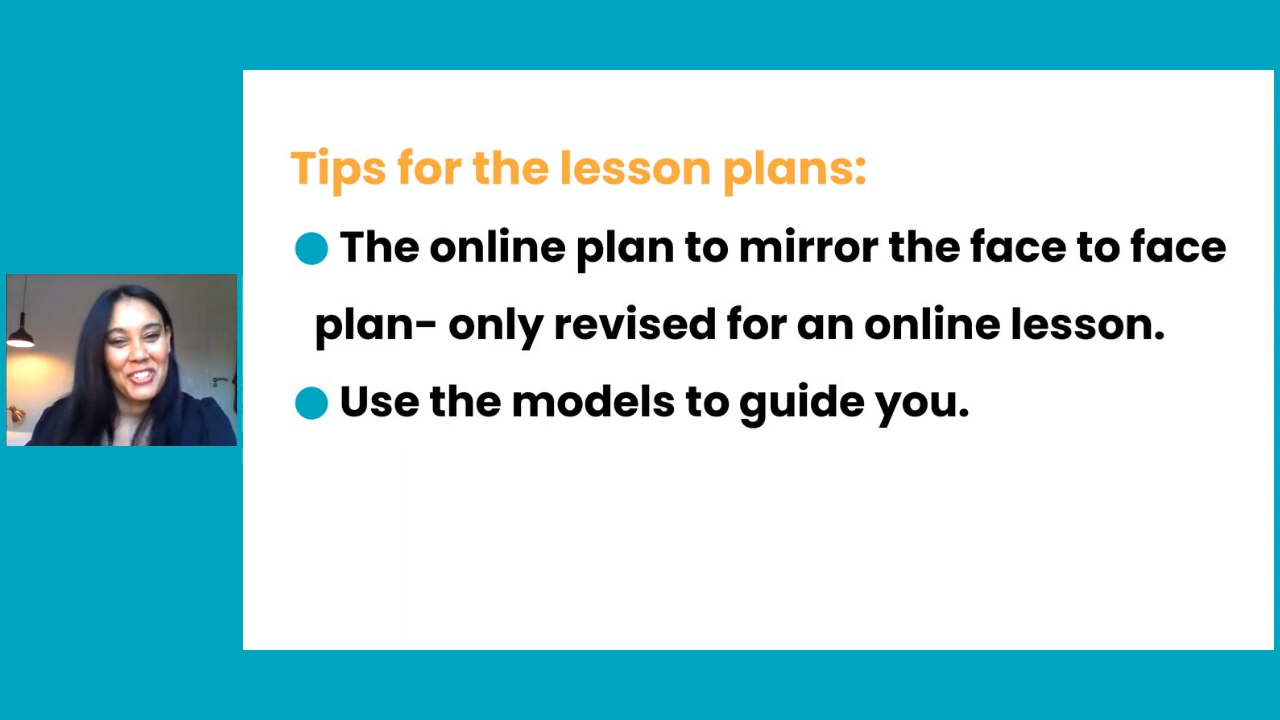 Tips for the lesson plans:
● The online plan to mirror the face to face
plan- only revised for an online lesson.
● Use the models to guide you.